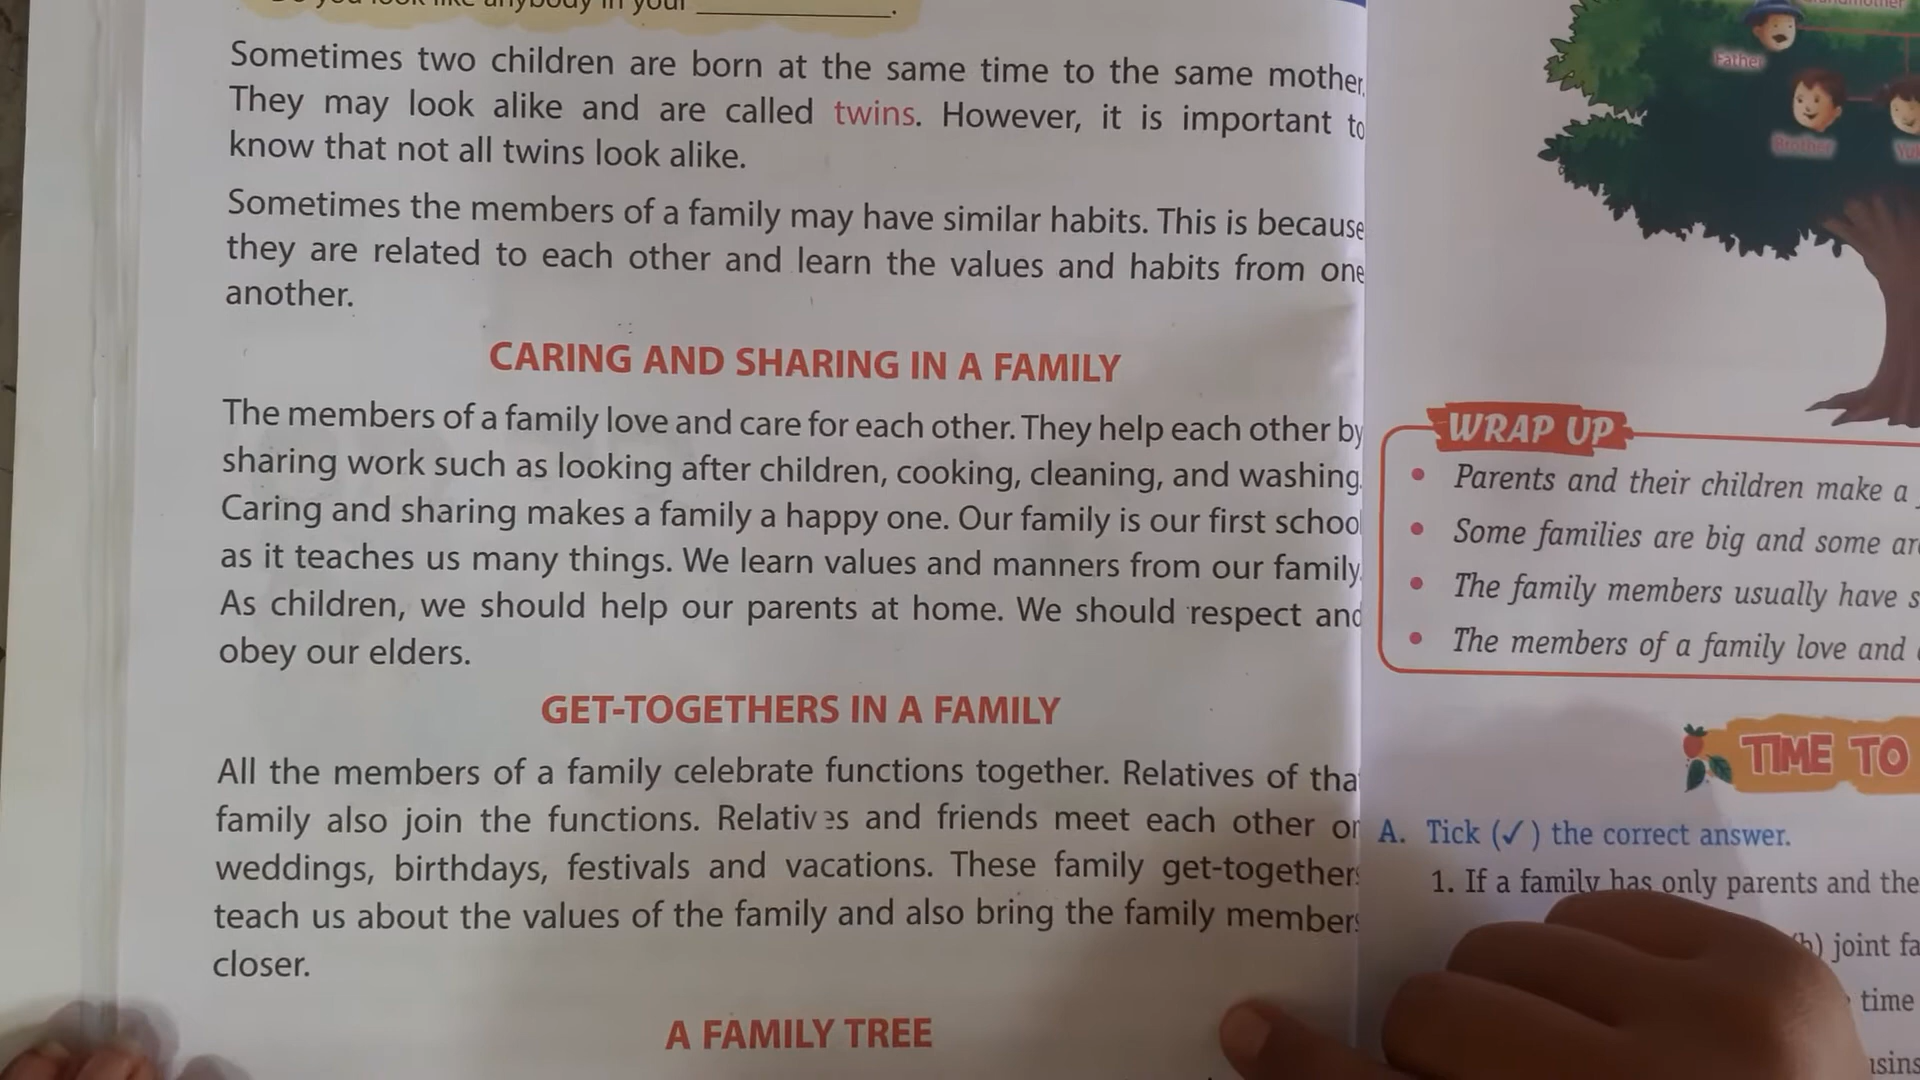 Do you look like anybody in your __________.
Sometimes two children are born at the same time to the same mother.
They may look alike and are called twins. However, it is important to
know that not all twins look alike.
Sometimes the members of a family may have similar habits. This is because
they are related to each other and learn the values and habits from one
another.
CARING AND SHARING IN A FAMILY
The members of a family love and care for each other. They help each other by
sharing work such as looking after children, cooking, cleaning, and washing.
Caring and sharing makes a family a happy one. Our family is our first school
as it teaches us many things. We learn values and manners from our family.
As children, we should help our parents at home. We should respect and
obey our elders.
GET-TOGETHERS IN A FAMILY
All the members of a family celebrate functions together. Relatives of tha
family also join the functions. Relatives and friends meet each other or
weddings, birthdays, festivals and vacations. These family get-togethers
teach us about the values of the family and also bring the family members
closer.
A FAMILY TREE
Father
Brother
WRAP UP
• Parents and their children make a
• Some families are big and some ar
• The family members usually have s
• The members of a family love and
TIME TO
A. Tick (✓) the correct answer.
1. If a family has only parents and the
(b) joint fa
time